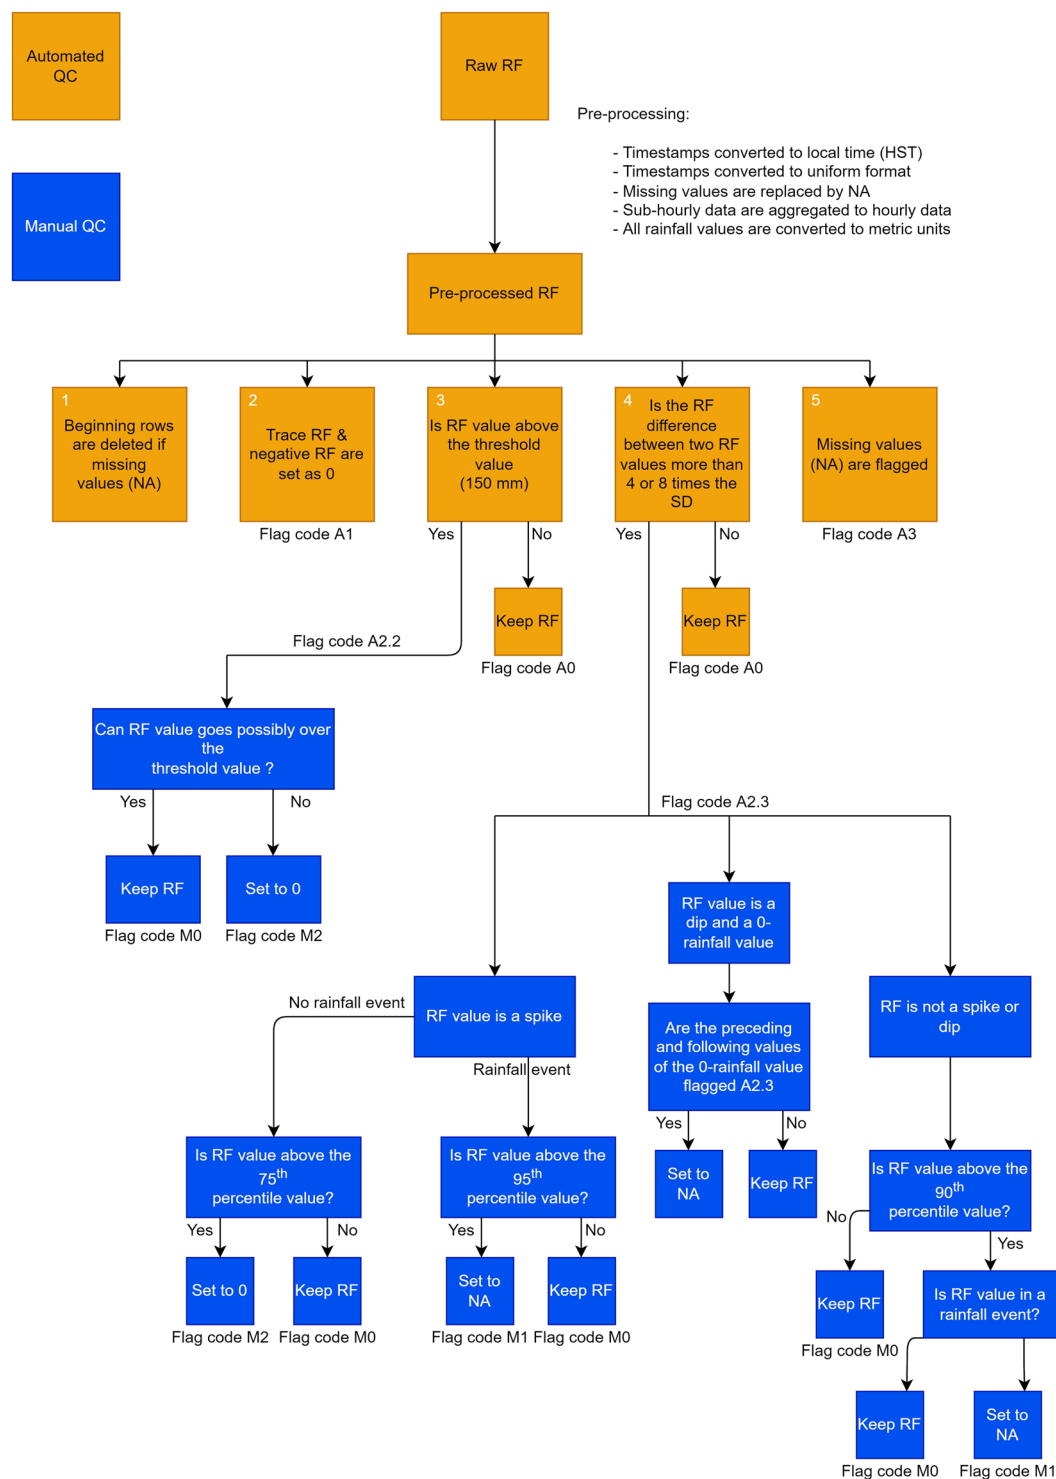 Automated
QC
Raw RF
Pre-processing:
- Timestamps converted to local time (HST)
- Timestamps converted to uniform format
- Missing values are replaced by NA
- Sub-hourly data are aggregated to hourly data
- All rainfall values are converted to metric units
Manual QC
Pre-processed RF
1
Beginning rows
are deleted if
missing
values (NA)
2
Trace RF &
negative RF are
set as 0
Flag code A1
3
Is RF value above
the threshold
value
(150 mm)
Yes
No
4
Is the RF
difference
between two RF
values more than
4 or 8 times the
SD
Yes
No
5
Missing values
(NA) are flagged
Flag code A3
Keep RF
Flag code A0
Keep RF
Flag code A0
Flag code A2.2
Can RF value goes possibly over
the
threshold value ?
Yes
No
Keep RF
Flag code M0
Set to 0
Flag code M2
Flag code A2.3
RF value is a
dip and a 0-
rainfall value
No rainfall event
RF value is a spike
Rainfall event
Are the preceding
and following values
of the 0-rainfall value
flagged A2.3
RF is not a spike or
dip
Yes
No
Set to
NA
Keep RF
Is RF value above the
75th
percentile value?
Yes
No
Is RF value above the
95th
percentile value?
Yes
No
Is RF value above the
90th
percentile value?
No
Yes
Set to 0
Flag code M2
Keep RF
Flag code M0
Set to
NA
Flag code M1
Keep RF
Flag code M0
Keep RF
Flag code M0
Is RF value in a
rainfall event?
Keep RF
Flag code M0
Set to
NA
Flag code M1